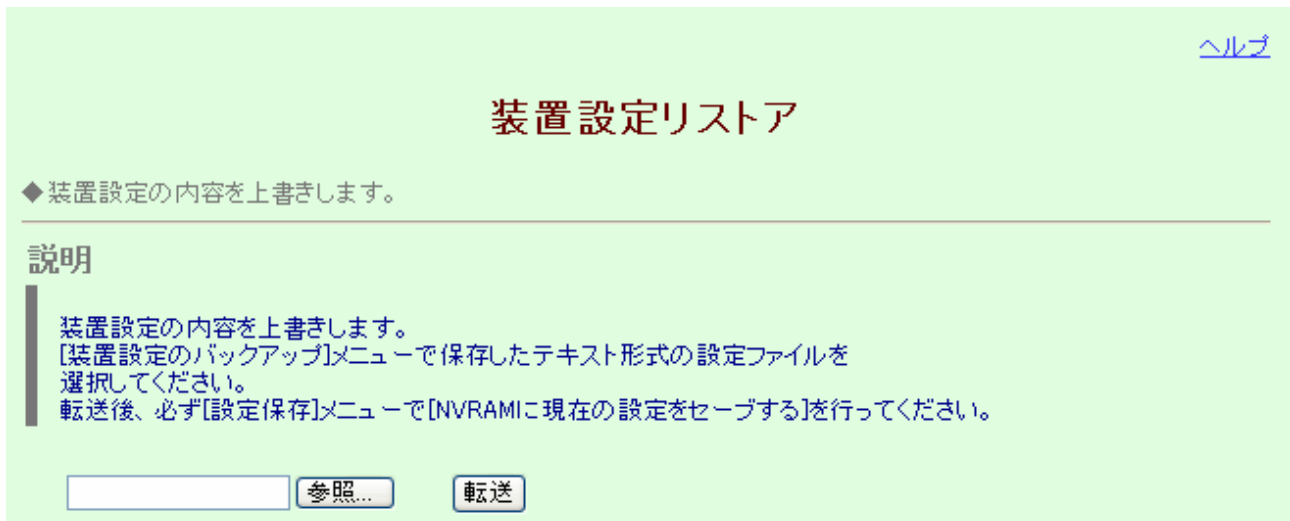 ヘルプ
装置設定リストア
◆装置設定の内容を上書きします。
説明
装置設定の内容を上書きします。
[装置設定のバックアップ]メニューで保存したテキスト形式の設定ファイルを
選択してください。
転送後、必ず[設定保存]メニューで[NVRAMに現在の設定をセーブする]を行ってください。
参照... 転送